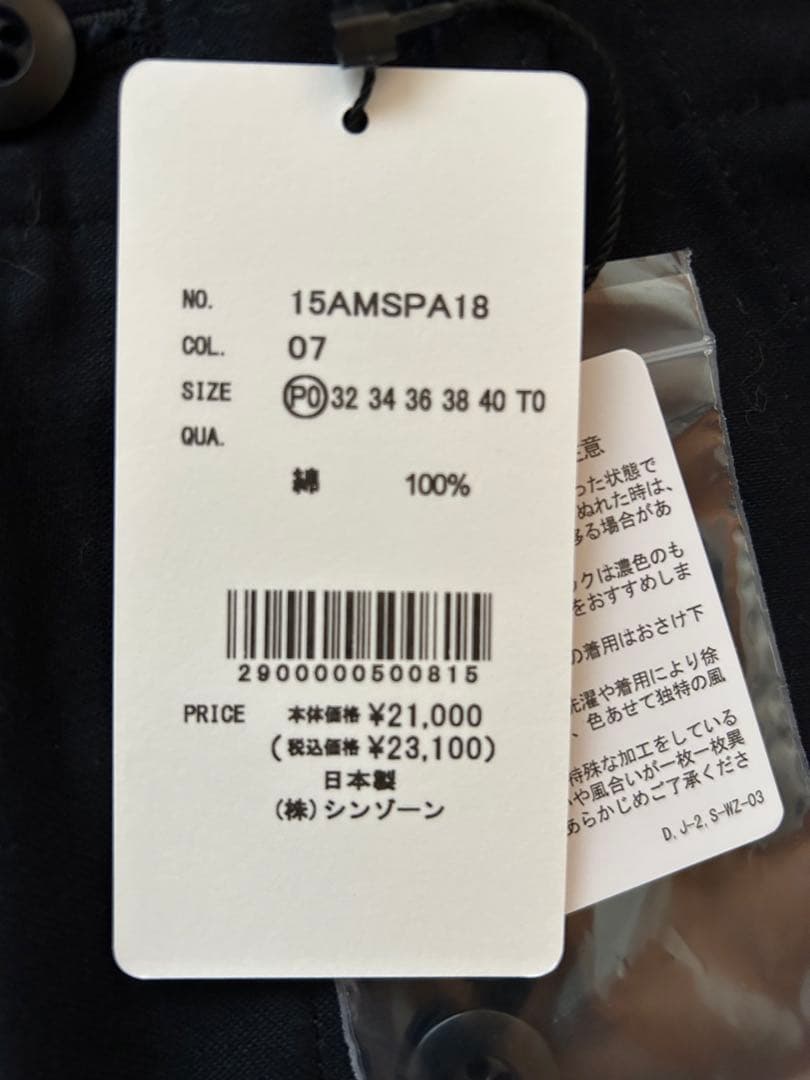 NO. 15AMSPA18
COL. 07
SIZE P0 32 34 36 38 40 T0
QUA.
綿 100%
2900000500815
PRICE 本体価格 ¥21,000
(税込価格 ¥23,100)
日本製
(株)シンゾーン
意
った状態で
ぬれた時は、
移る場合があ
ックは濃色のも
をおすすめしま
の着用はおさけ下
洗濯や着用により徐
、色あせて独特の風
特殊な加工をしている
や風合いが一枚一枚異
あらかじめご了承くださ
D,J-2,S-WZ-03